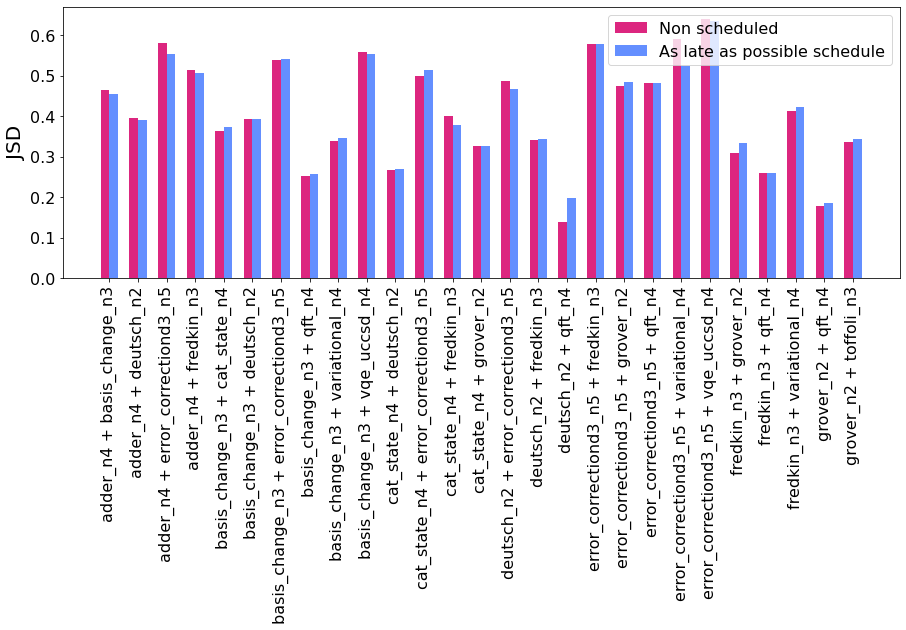 Non scheduled
As late as possible schedule
JSD
0.6
0.5
0.4
0.3
0.2
0.1
0.0
adder_n4 + basis_change_n3
adder_n4 + deutsch_n2
adder_n4 + error_correctiond3_n5
adder_n4 + fredkin_n3
basis_change_n3 + cat_state_n4
basis_change_n3 + deutsch_n2
basis_change_n3 + error_correctiond3_n5
basis_change_n3 + qft_n4
basis_change_n3 + variational_n4
basis_change_n3 + vqe_uccsd_n4
cat_state_n4 + deutsch_n2
cat_state_n4 + error_correctiond3_n5
cat_state_n4 + fredkin_n3
cat_state_n4 + grover_n2
deutsch_n2 + error_correctiond3_n5
deutsch_n2 + fredkin_n3
deutsch_n2 + qft_n4
error_correctiond3_n5 + fredkin_n3
error_correctiond3_n5 + grover_n2
error_correctiond3_n5 + qft_n4
error_correctiond3_n5 + variational_n4
error_correctiond3_n5 + vqe_uccsd_n4
fredkin_n3 + grover_n2
fredkin_n3 + qft_n4
fredkin_n3 + variational_n4
grover_n2 + qft_n4
grover_n2 + toffoli_n3